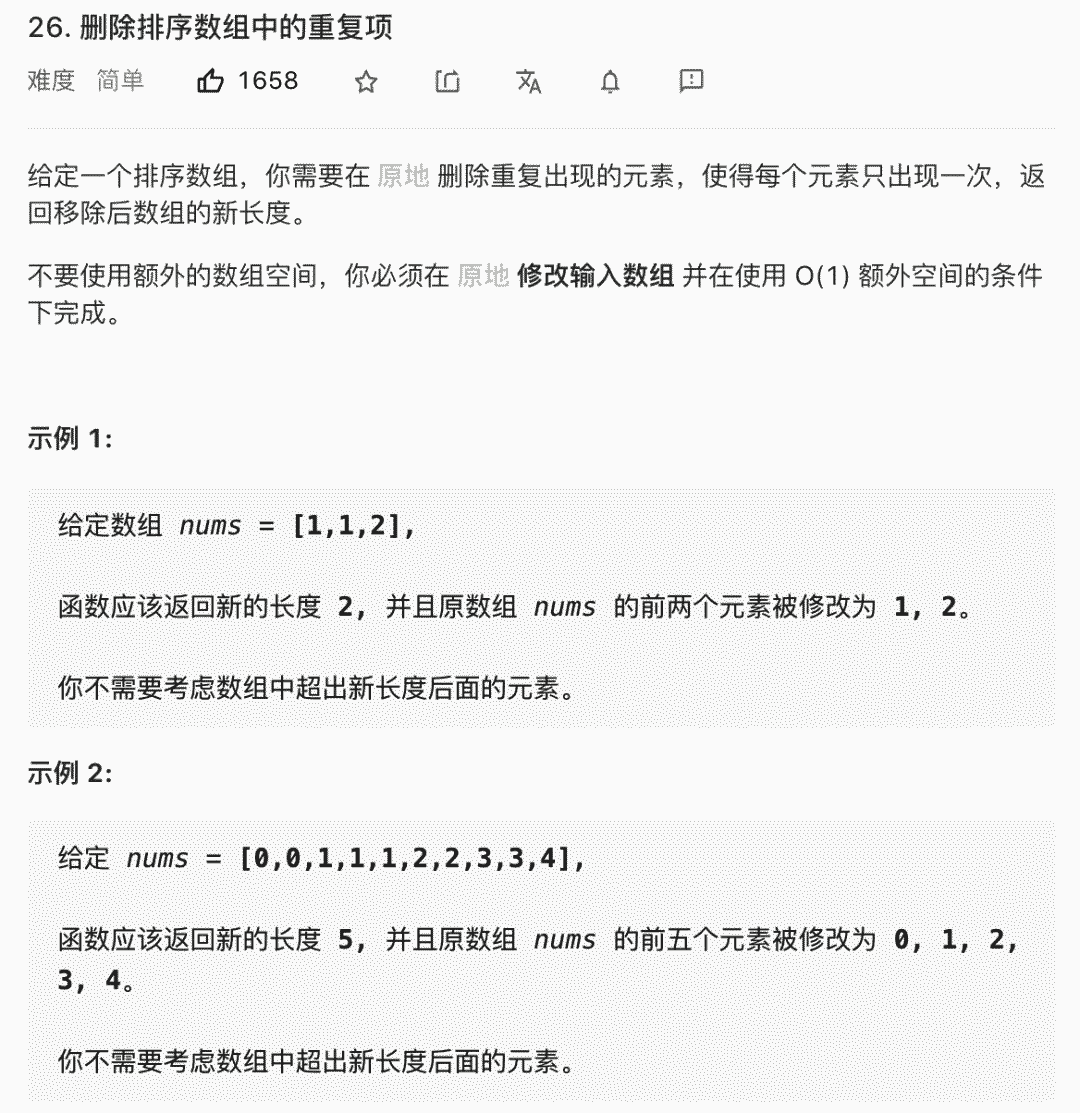 26. 删除排序数组中的重复项
难度 简单 1658
给定一个排序数组，你需要在 原地 删除重复出现的元素，使得每个元素只出现一次，返
回移除后数组的新长度。
不要使用额外的数组空间，你必须在 原地 修改输入数组 并在使用 O(1) 额外空间的条件
下完成。
示例 1:
给定数组 nums = [1,1,2],
函数应该返回新的长度 2, 并且原数组 nums 的前两个元素被修改为 1, 2。
你不需要考虑数组中超出新长度后面的元素。
示例 2:
给定 nums = [0,0,1,1,1,2,2,3,3,4],
函数应该返回新的长度 5, 并且原数组 nums 的前五个元素被修改为 0, 1, 2,
3, 4。
你不需要考虑数组中超出新长度后面的元素。